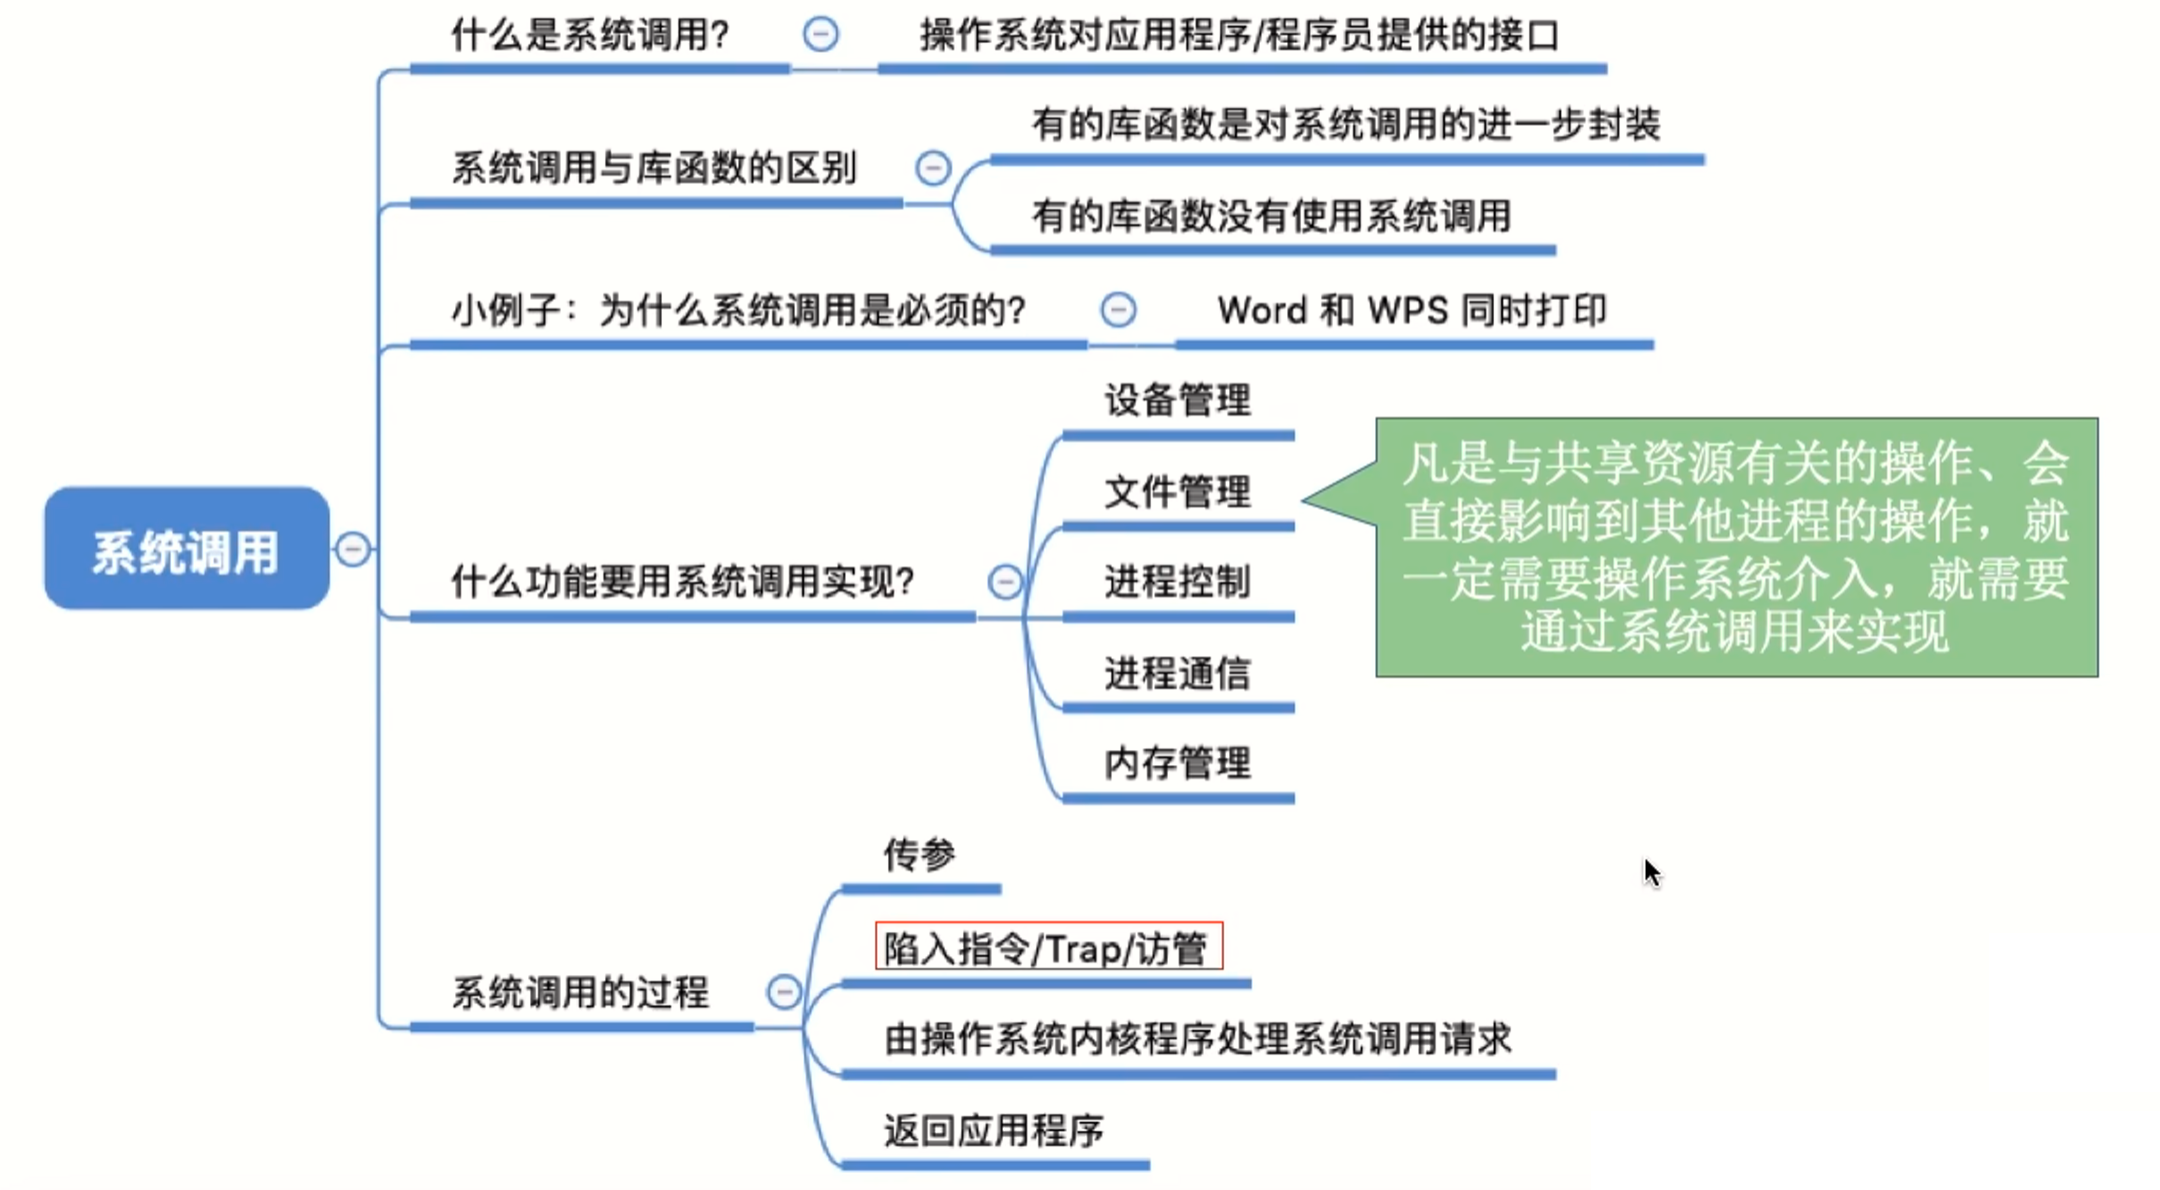 什么是系统调用?
操作系统对应用程序/程序员提供的接口
系统调用与库函数的区别
有的库函数是对系统调用的进一步封装
有的库函数没有使用系统调用
小例子：为什么系统调用是必须的?
Word 和 WPS 同时打印
系统调用
什么功能要用系统调用实现?
设备管理
文件管理
进程控制
进程通信
内存管理
凡是与共享资源有关的操作、会
直接影响到其他进程的操作，就
一定需要操作系统介入，就需要
通过系统调用来实现
系统调用的过程
传参
陷入指令/Trap/访管
由操作系统内核程序处理系统调用请求
返回应用程序